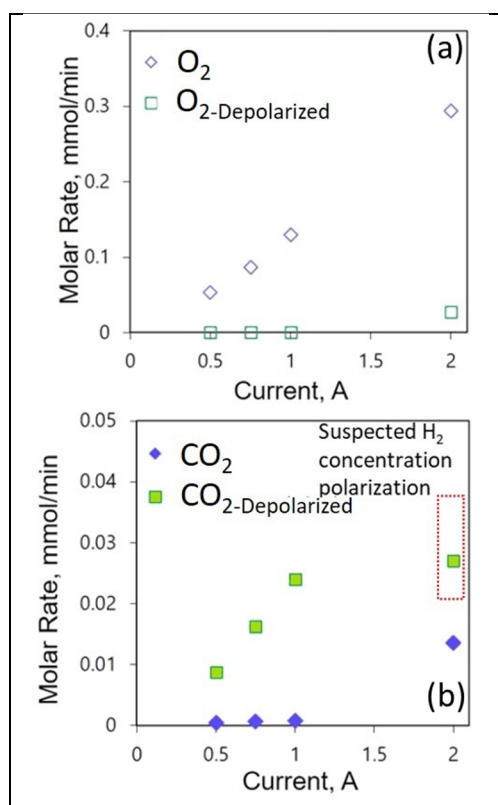 (a)
O2
O2-Depolarized
0.4
0.3
0.2
0.1
0
Molar Rate, mmol/min
0 0.5 1 1.5 2
Current, A
(b)
CO2
CO2-Depolarized
Suspected H2
concentration
polarization
0.05
0.04
0.03
0.02
0.01
0
Molar Rate, mmol/min
0 0.5 1 1.5 2
Current, A